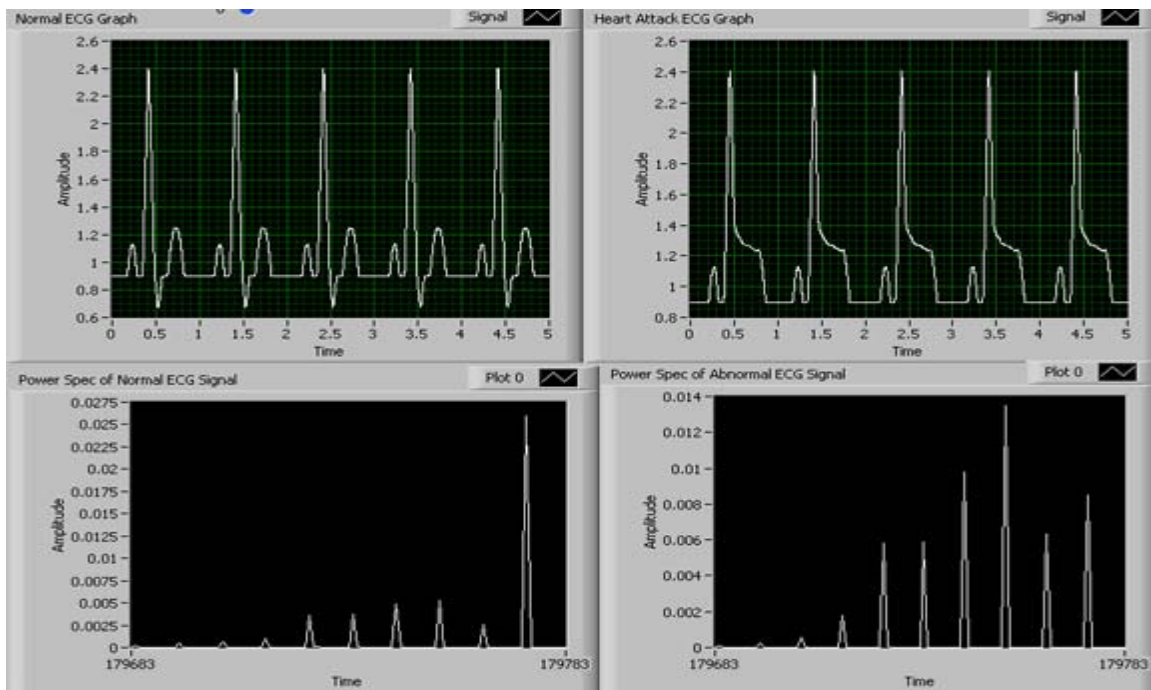 Normal ECG Graph
Signal
Amplitude
2.6
2.4
2.2
2
1.8
1.6
1.4
1.2
1
0.8
0.6
0 0.5 1 1.5 2 2.5 3 3.5 4 4.5 5
Time
Heart Attack ECG Graph
Signal
Amplitude
2.6
2.4
2.2
2
1.8
1.6
1.4
1.2
1
0.8
0 0.5 1 1.5 2 2.5 3 3.5 4 4.5 5
Time
Power Spec of Normal ECG Signal
Plot 0
Amplitude
0.0275
0.025
0.0225
0.02
0.0175
0.015
0.0125
0.01
0.0075
0.005
0.0025
0
179683 179783
Time
Power Spec of Abnormal ECG Signal
Plot 0
Amplitude
0.014
0.012
0.01
0.008
0.006
0.004
0.002
0
179683 179783
Time